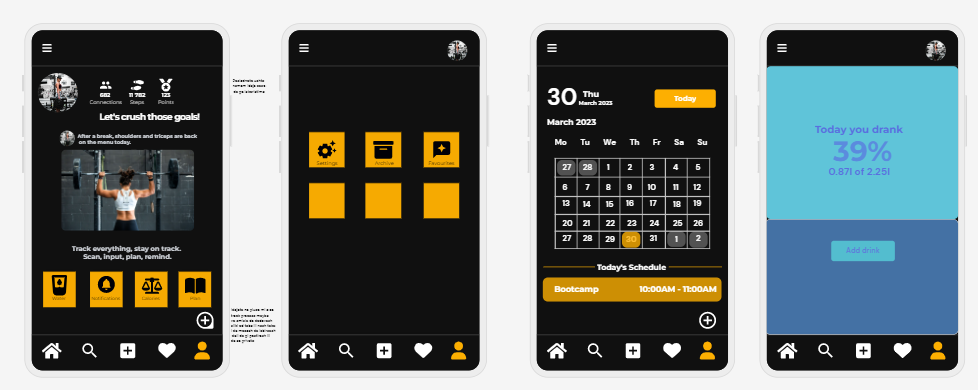 682
11 782
123
Connections
Steps
Points
Let's crush those goals!
After a break, shoulders and triceps are back
on the menu today.
Track everything, stay on track.
Scan, input, plan, remind.
Water
Notifications
Calories
Plan
Settings
Archive
Favourites
30 Thu
March 2023
Today
March 2023
Mo Tu We Th Fr Sa Su
27 28 1 2 3 4 5
6 7 8 9 10 11 12
13 14 15 16 17 18 19
20 21 22 23 24 25 26
27 28 29 30 31 1 2
Today's Schedule
Bootcamp 10:00AM - 11:00AM
Today you drank
39%
0.87l of 2.25l
Add drink